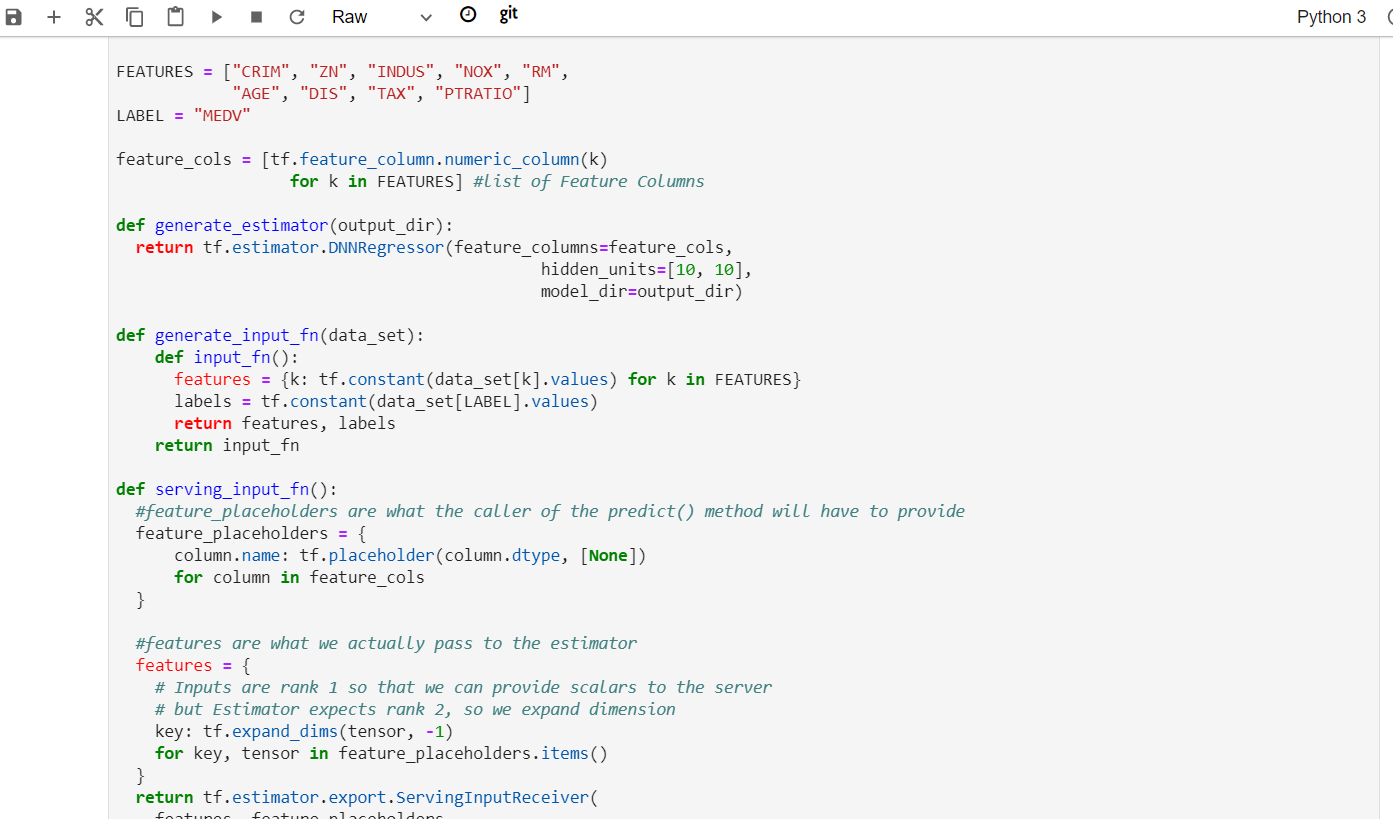 Raw git Python 3
FEATURES = ["CRIM", "ZN", "INDUS", "NOX", "RM",
            "AGE", "DIS", "TAX", "PTRATIO"]
LABEL = "MEDV"
feature_cols = [tf.feature_column.numeric_column(k)
                  for k in FEATURES] #list of Feature Columns
def generate_estimator(output_dir):
  return tf.estimator.DNNRegressor(feature_columns=feature_cols,
                                            hidden_units=[10, 10],
                                            model_dir=output_dir)
def generate_input_fn(data_set):
    def input_fn():
      features = {k: tf.constant(data_set[k].values) for k in FEATURES}
      labels = tf.constant(data_set[LABEL].values)
      return features, labels
    return input_fn
def serving_input_fn():
  #feature_placeholders are what the caller of the predict() method will have to provide
  feature_placeholders = {
      column.name: tf.placeholder(column.dtype, [None])
      for column in feature_cols
  }
  #features are what we actually pass to the estimator
  features = {
    # Inputs are rank 1 so that we can provide scalars to the server
    # but Estimator expects rank 2, so we expand dimension
    key: tf.expand_dims(tensor, -1)
    for key, tensor in feature_placeholders.items()
  }
  return tf.estimator.export.ServingInputReceiver(
    features, feature_placeholders